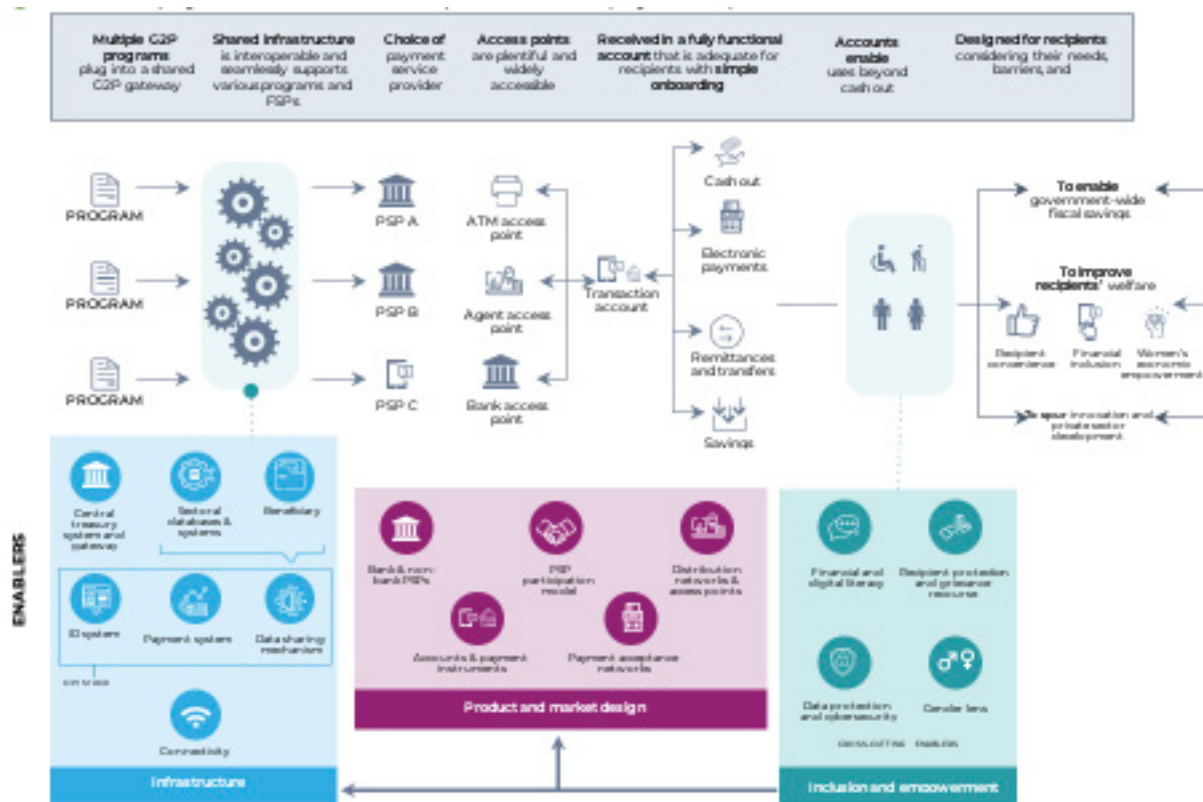 Multiple G2P
programs
plug into a shared
G2P gateway
Shared infrastructure
is interoperable and
seamlessly supports
various programs and
PSPs
Choice of
payment
service
provider
Access points
are plentiful and
widely
accessible
Received in a fully functional
account that is adequate for
recipients with simple
onboarding
Accounts
enable
uses beyond
cash out
Designed for recipients
considering their needs,
barriers, and
PROGRAM
PROGRAM
PROGRAM
PSP A
PSP B
PSP C
ATM access
point
Agent access
point
Bank access
point
Transaction
account
Cash out
Electronic
payments
Remittances
and transfers
Savings
To enable
government-wide
fiscal savings
To improve
recipients' welfare
Recipient
convenience
Financial
inclusion
Women's
economic
empowerment
To spur innovation and
private sector
development
ENABLERS
Central
treasury
system and
gateway
Sectoral
databases &
systems
Beneficiary
ID system
Payment system
Data sharing
mechanism
Connectivity
Infrastructure
Bank & non-
bank PSPs
PSP
participation
model
Distribution
networks &
access points
Accounts & payment
instruments
Payment acceptance
networks
Product and market design
Financial and
digital literacy
Recipient protection
and grievance
recourse
Data protection
and cybersecurity
Gender lens
CROSS-CUTTING ENABLERS
Inclusion and empowerment